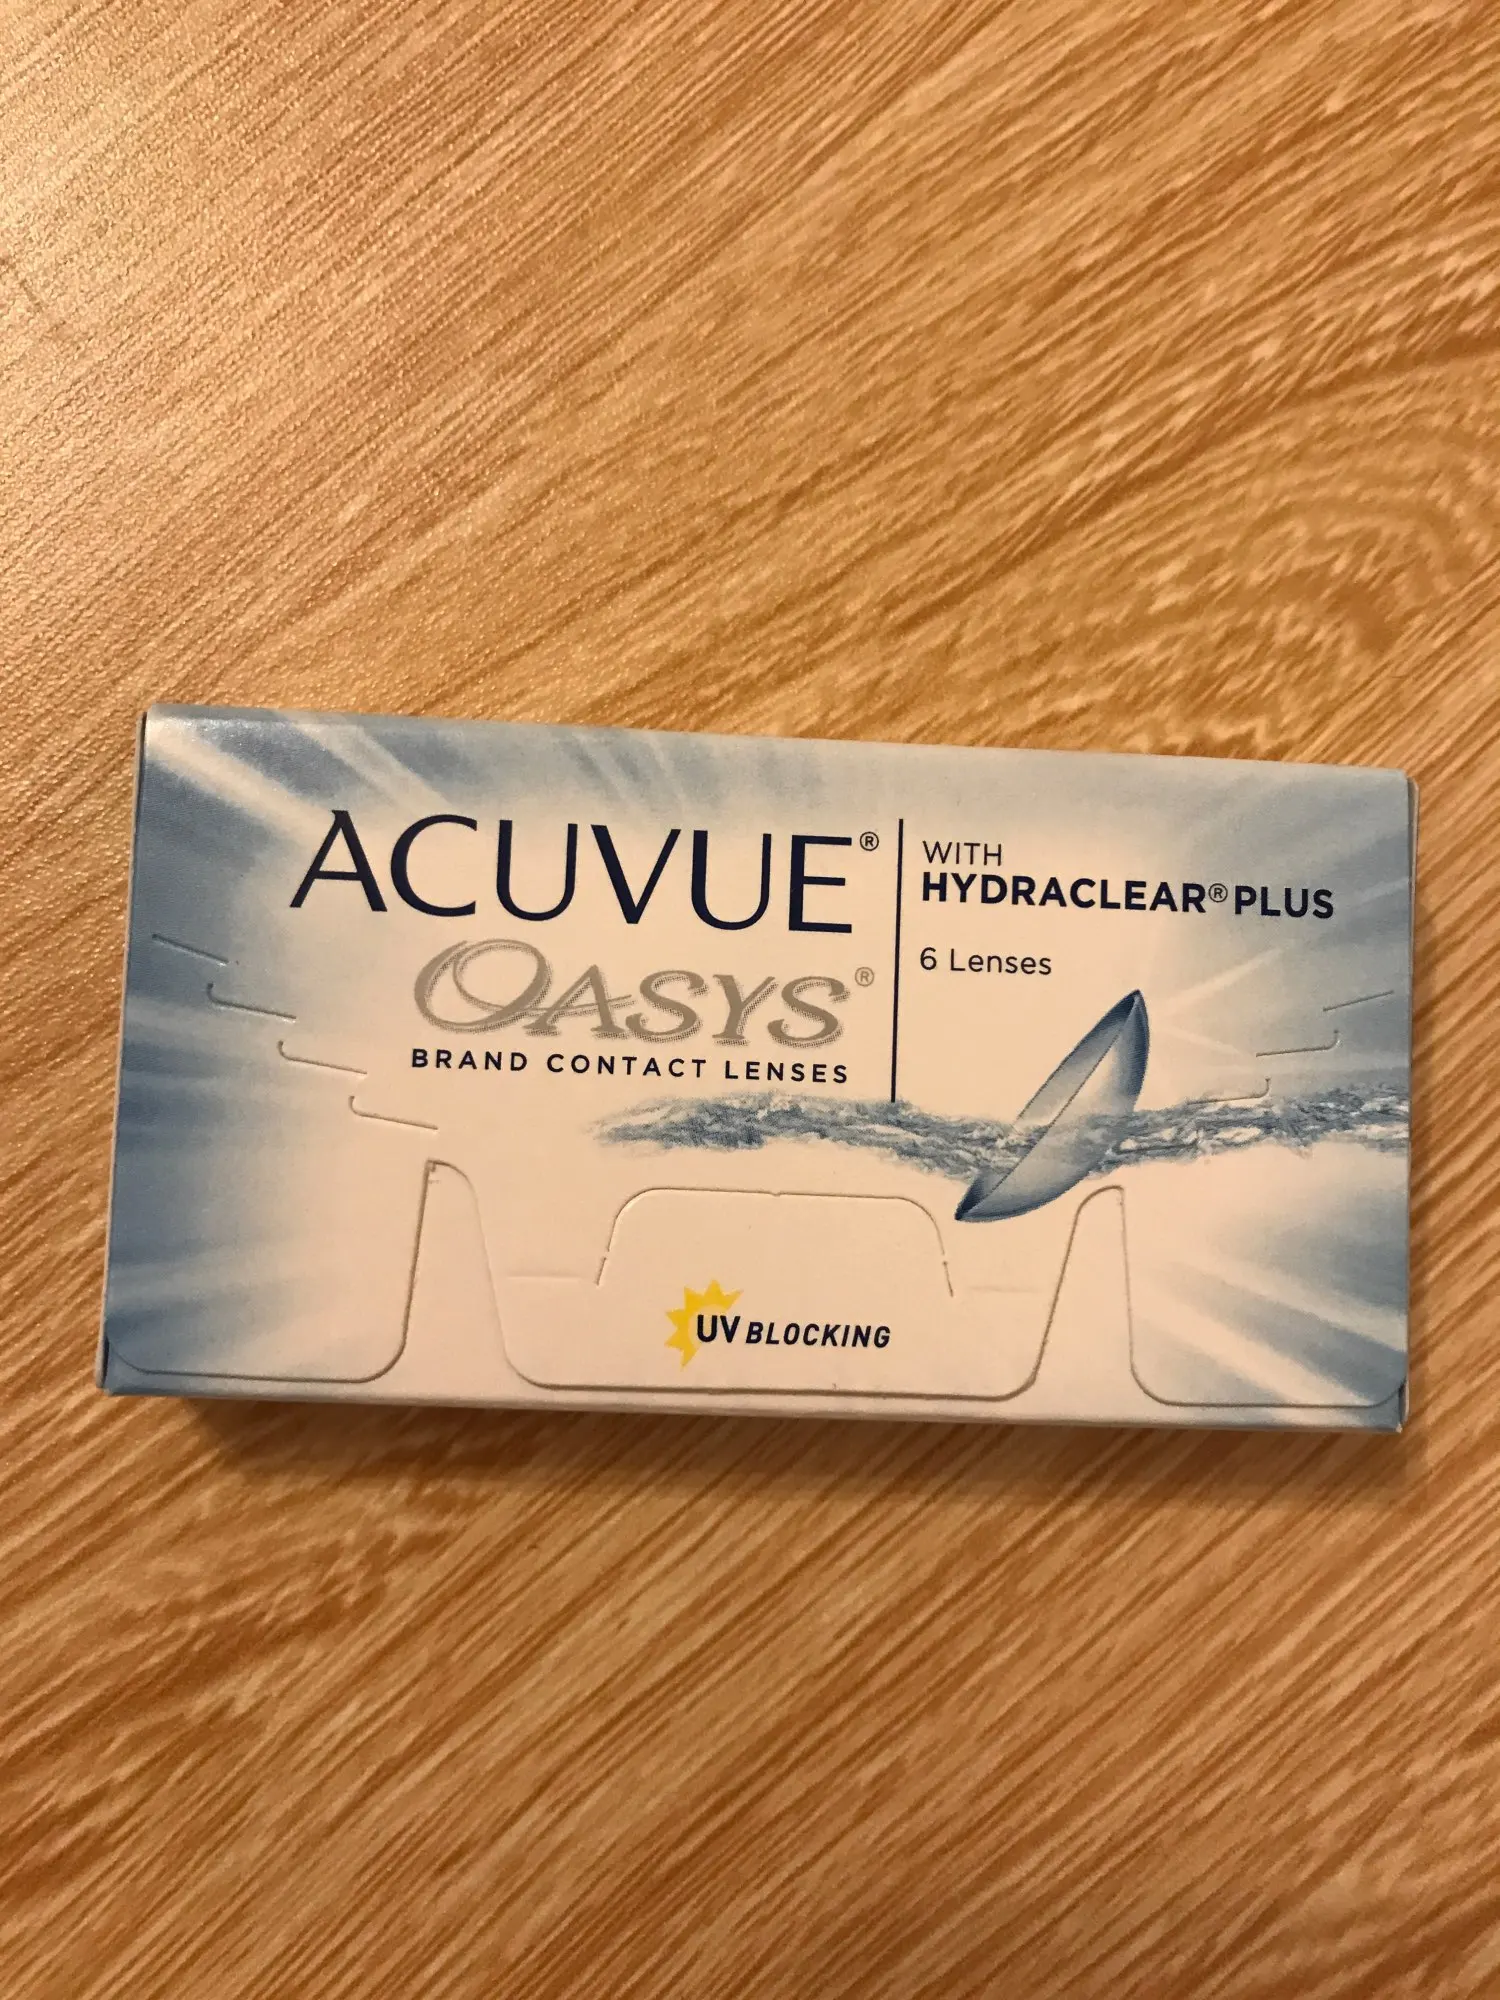 ACUVUE®
OASYS®
BRAND CONTACT LENSES
WITH
HYDRACLEAR® PLUS
6 Lenses
UV BLOCKING